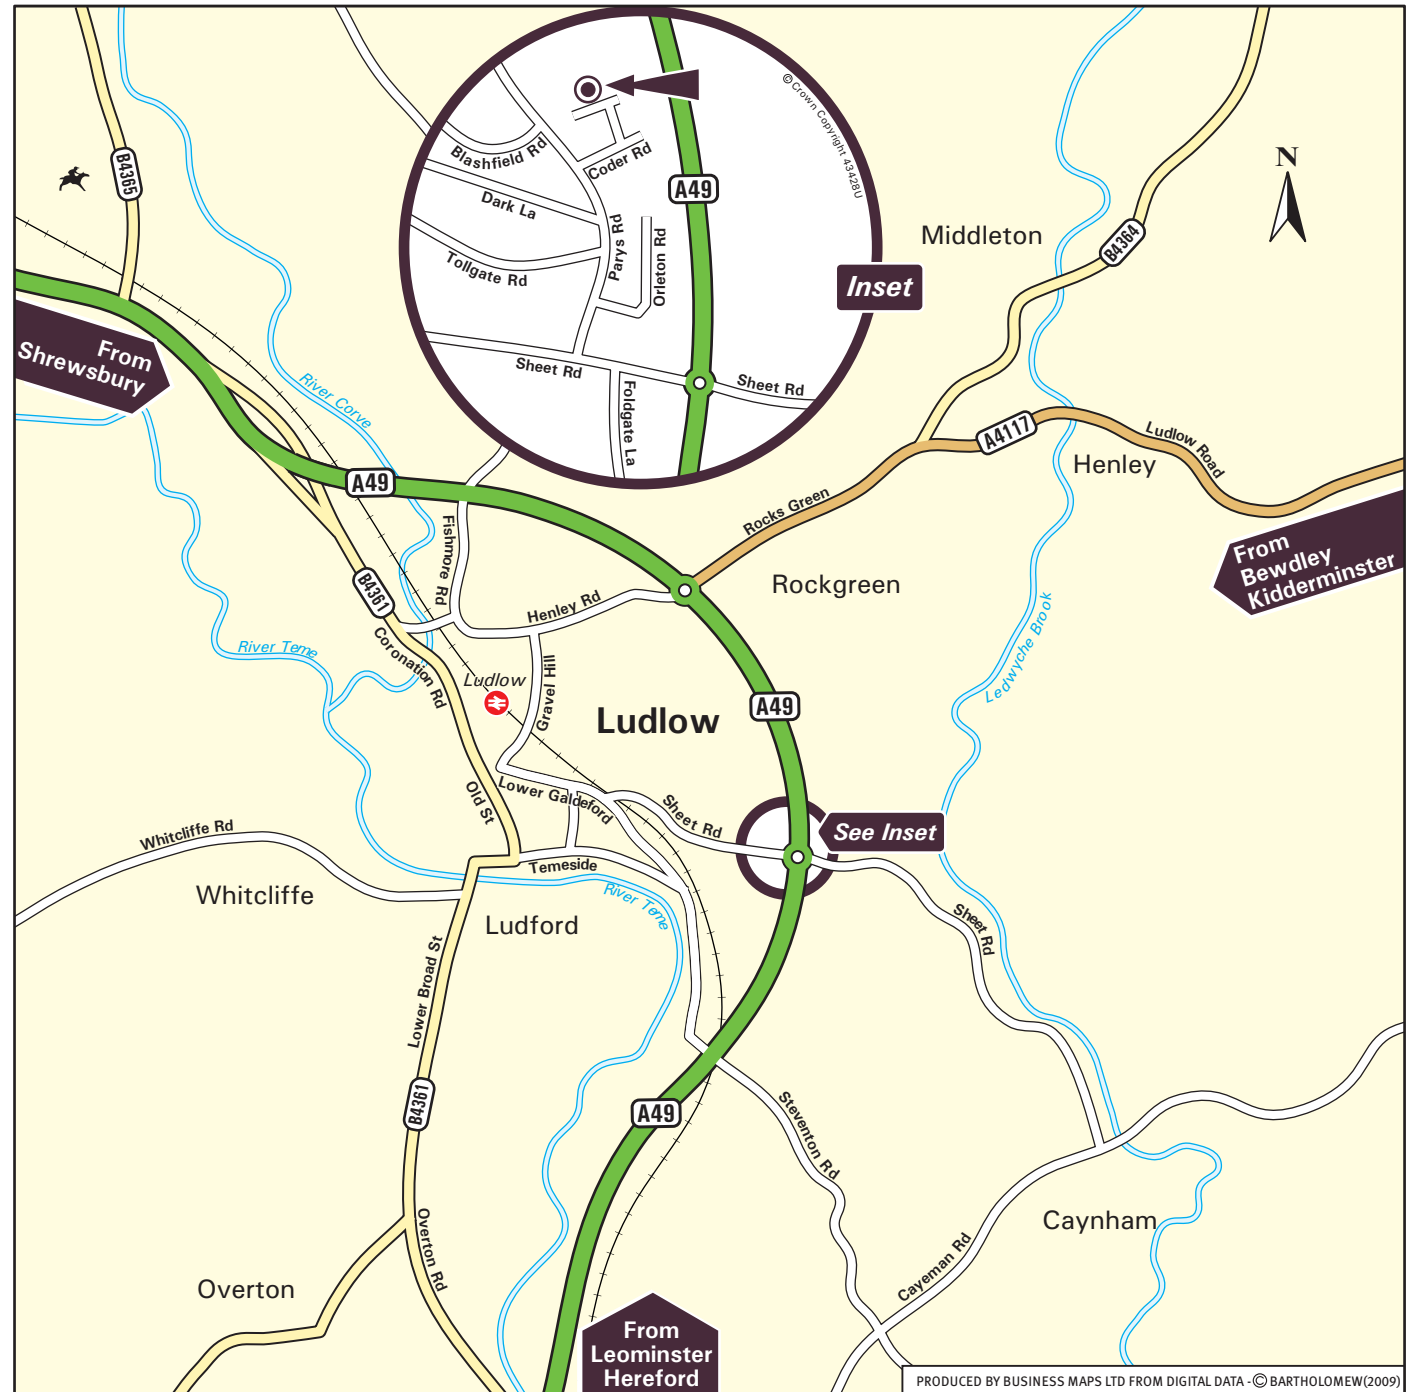 B4365
Blashfield Rd
Coder Rd
Dark La
A49
Parys Rd
Orleton Rd
Tollgate Rd
Sheet Rd
Sheet Rd
Foldgate La
© Crown Copyright 43428U
Inset
Middleton
B4364
N
From
Shrewsbury
River Corve
A49
A4117
Ludlow Road
Henley
Rocks Green
From
Bewdley
Kidderminster
Fishmore Rd
B4361
Henley Rd
Rockgreen
River Teme
Coronation Rd
Ludlow
Gravel Hill
Ludlow
A49
Ledwyche Brook
Old St
Lower Galdeford
Sheet Rd
See Inset
Whitcliffe Rd
Temeside
Whitcliffe
River Teme
Ludford
Sheet Rd
Lower Broad St
B4361
A49
Steventon Rd
Overton Rd
Caynham
Cayeman Rd
Overton
From
Leominster
Hereford
PRODUCED BY BUSINESS MAPS LTD FROM DIGITAL DATA - © BARTHOLOMEW(2009)